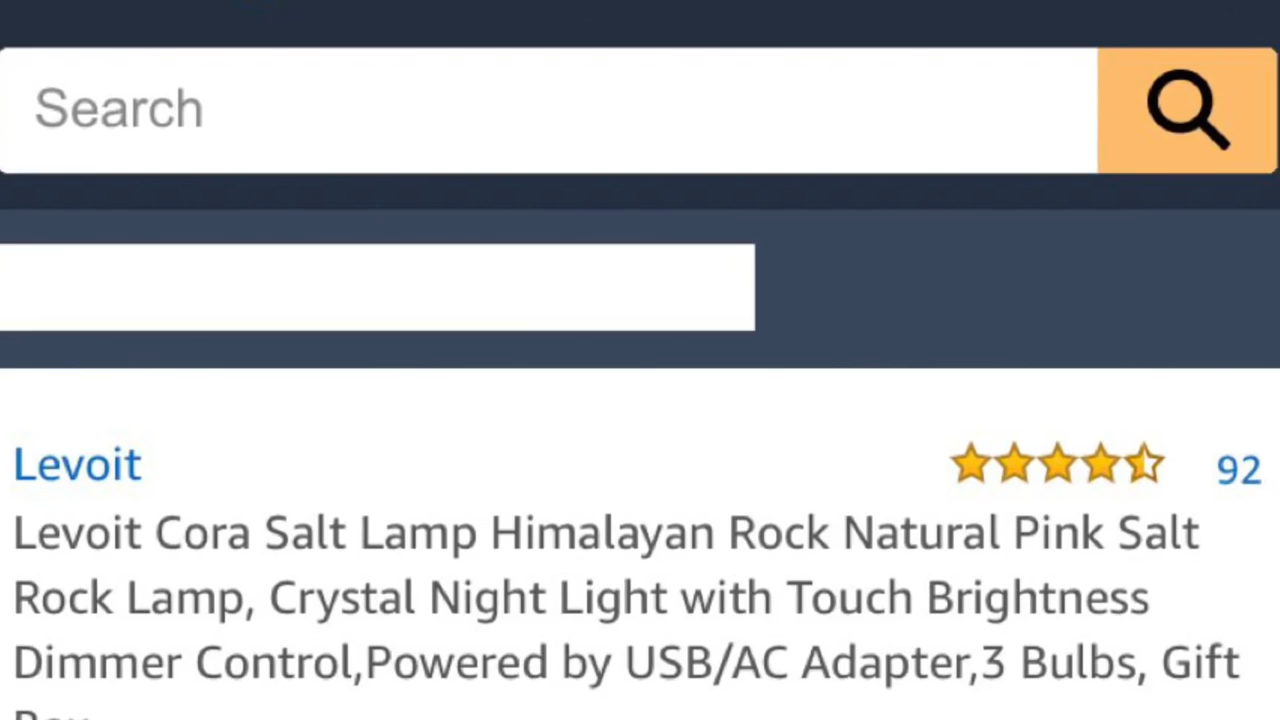 Search
Levoit 92
Levoit Cora Salt Lamp Himalayan Rock Natural Pink Salt
Rock Lamp, Crystal Night Light with Touch Brightness
Dimmer Control,Powered by USB/AC Adapter,3 Bulbs, Gift